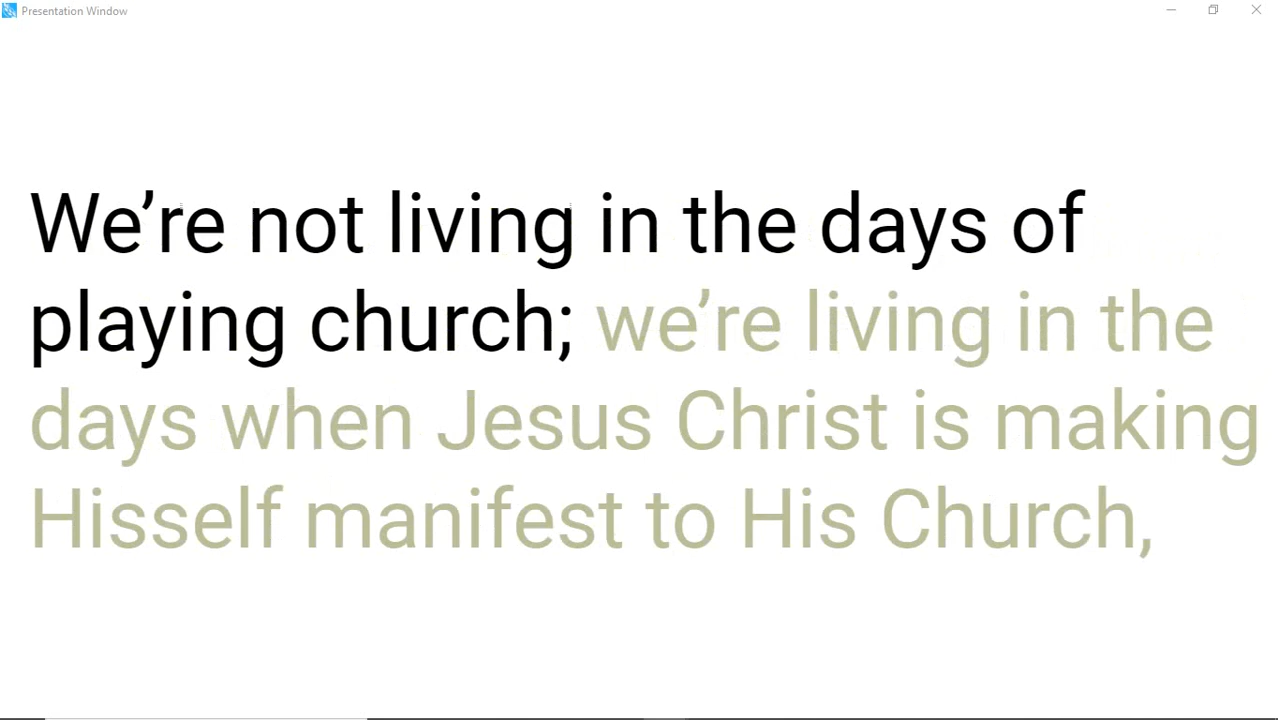 Presentation Window
We’re not living in the days of
playing church; we’re living in the
days when Jesus Christ is making
Hisself manifest to His Church,